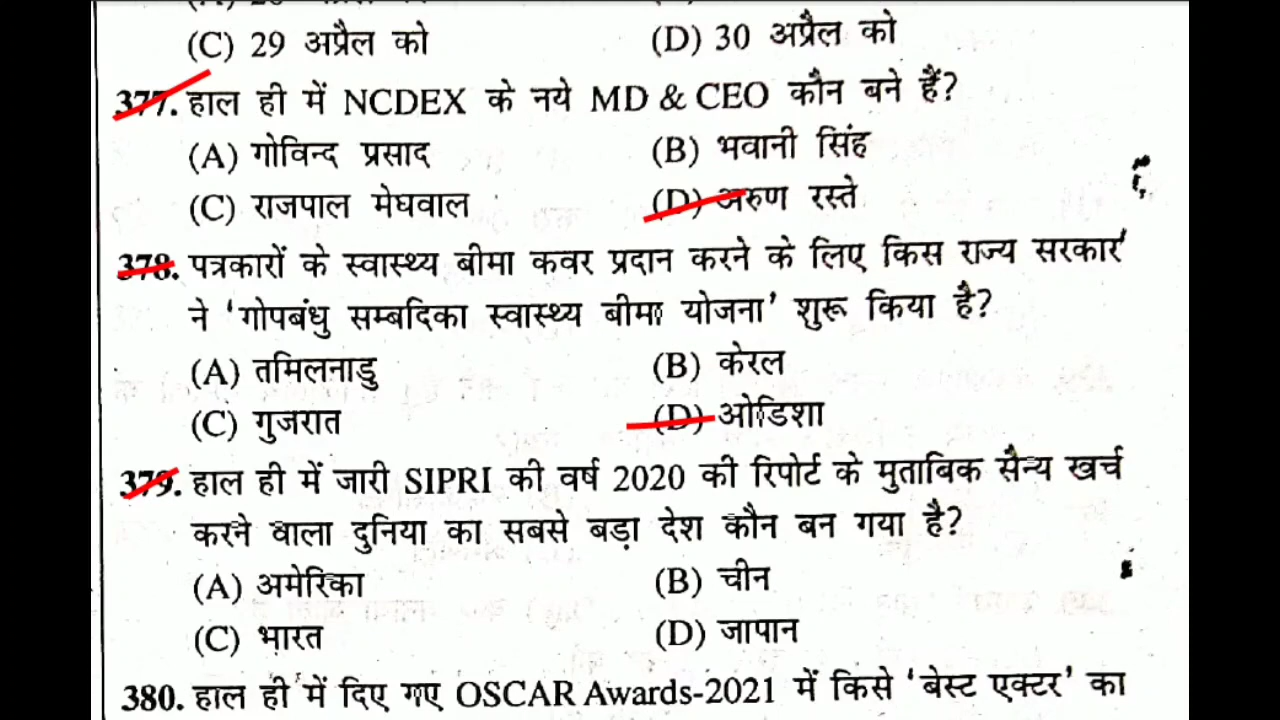 (C) 29 अप्रैल को (D) 30 अप्रैल को
377. हाल ही में NCDEX के नये MD & CEO कौन बने हैं?
(A) गोविन्द प्रसाद (B) भवानी सिंह
(C) राजपाल मेघवाल (D) अरुण रस्ते
378. पत्रकारों के स्वास्थ्य बीमा कवर प्रदान करने के लिए किस राज्य सरकार
ने ‘गोपबंधु सम्बदिका स्वास्थ्य बीमा योजना’ शुरू किया है?
(A) तमिलनाडु (B) केरल
(C) गुजरात (D) ओडिशा
379. हाल ही में जारी SIPRI की वर्ष 2020 की रिपोर्ट के मुताबिक सैन्य खर्च
करने वाला दुनिया का सबसे बड़ा देश कौन बन गया है?
(A) अमेरिका (B) चीन
(C) भारत (D) जापान
380. हाल ही में दिए गए OSCAR Awards-2021 में किसे ‘बेस्ट एक्टर’ का